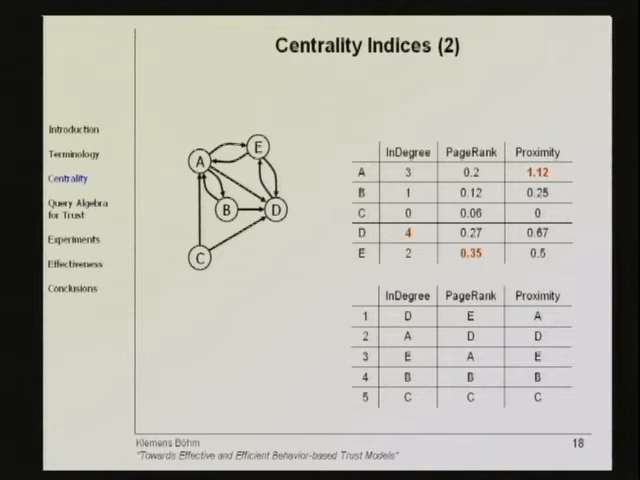 Centrality Indices (2)
Introduction
Terminology
Centrality
Query Algebra
for Trust
Experiments
Effectiveness
Conclusions
A
E
B
D
C
InDegree PageRank Proximity
A 3 0.2 1.12
B 1 0.12 0.25
C 0 0.06 0
D 4 0.27 0.67
E 2 0.35 0.5
InDegree PageRank Proximity
1 D E A
2 A D D
3 E A E
4 B B B
5 C C C
Klemens Böhm 18
"Towards Effective and Efficient Behavior-based Trust Models"